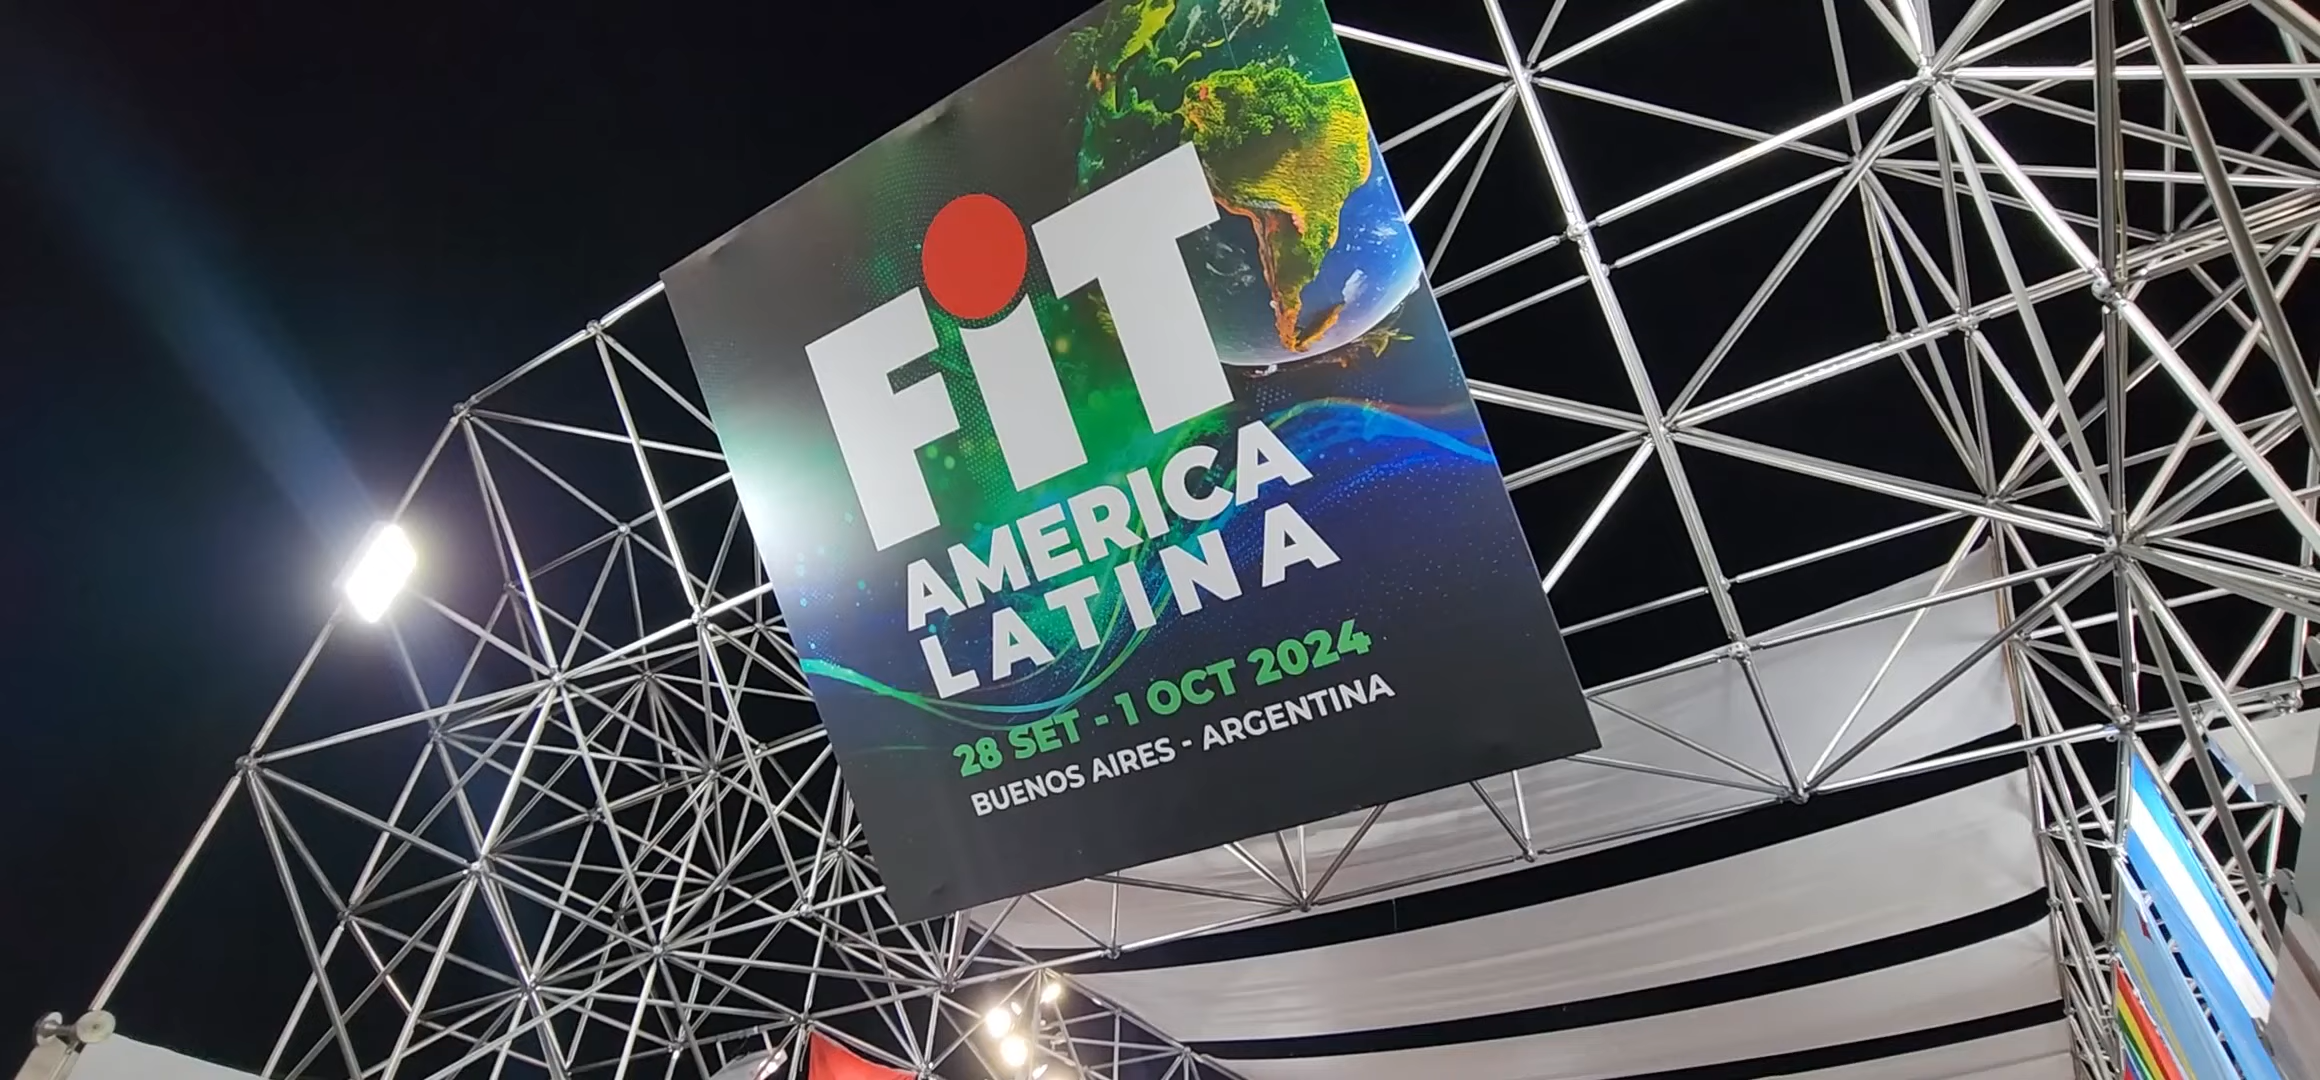 FiT
AMERICA
LATINA
28 SET - 1 OCT 2024
BUENOS AIRES - ARGENTINA